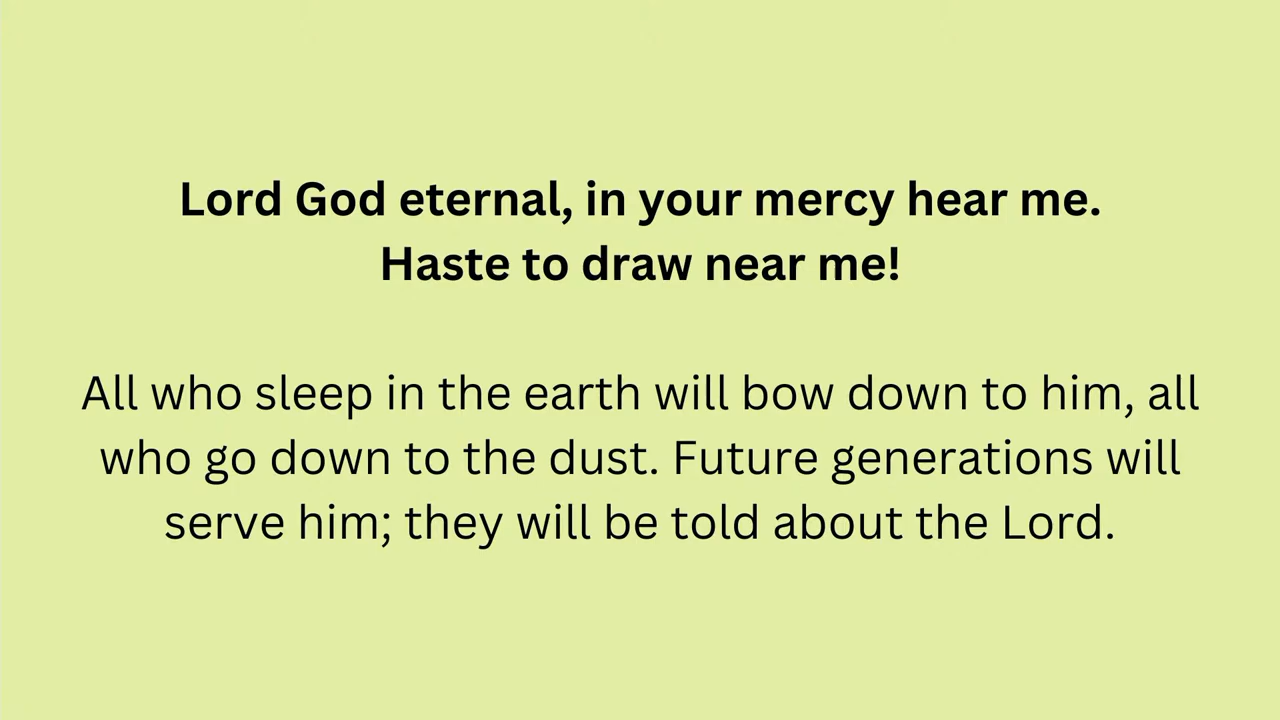 Lord God eternal, in your mercy hear me.
Haste to draw near me!
All who sleep in the earth will bow down to him, all
who go down to the dust. Future generations will
serve him; they will be told about the Lord.